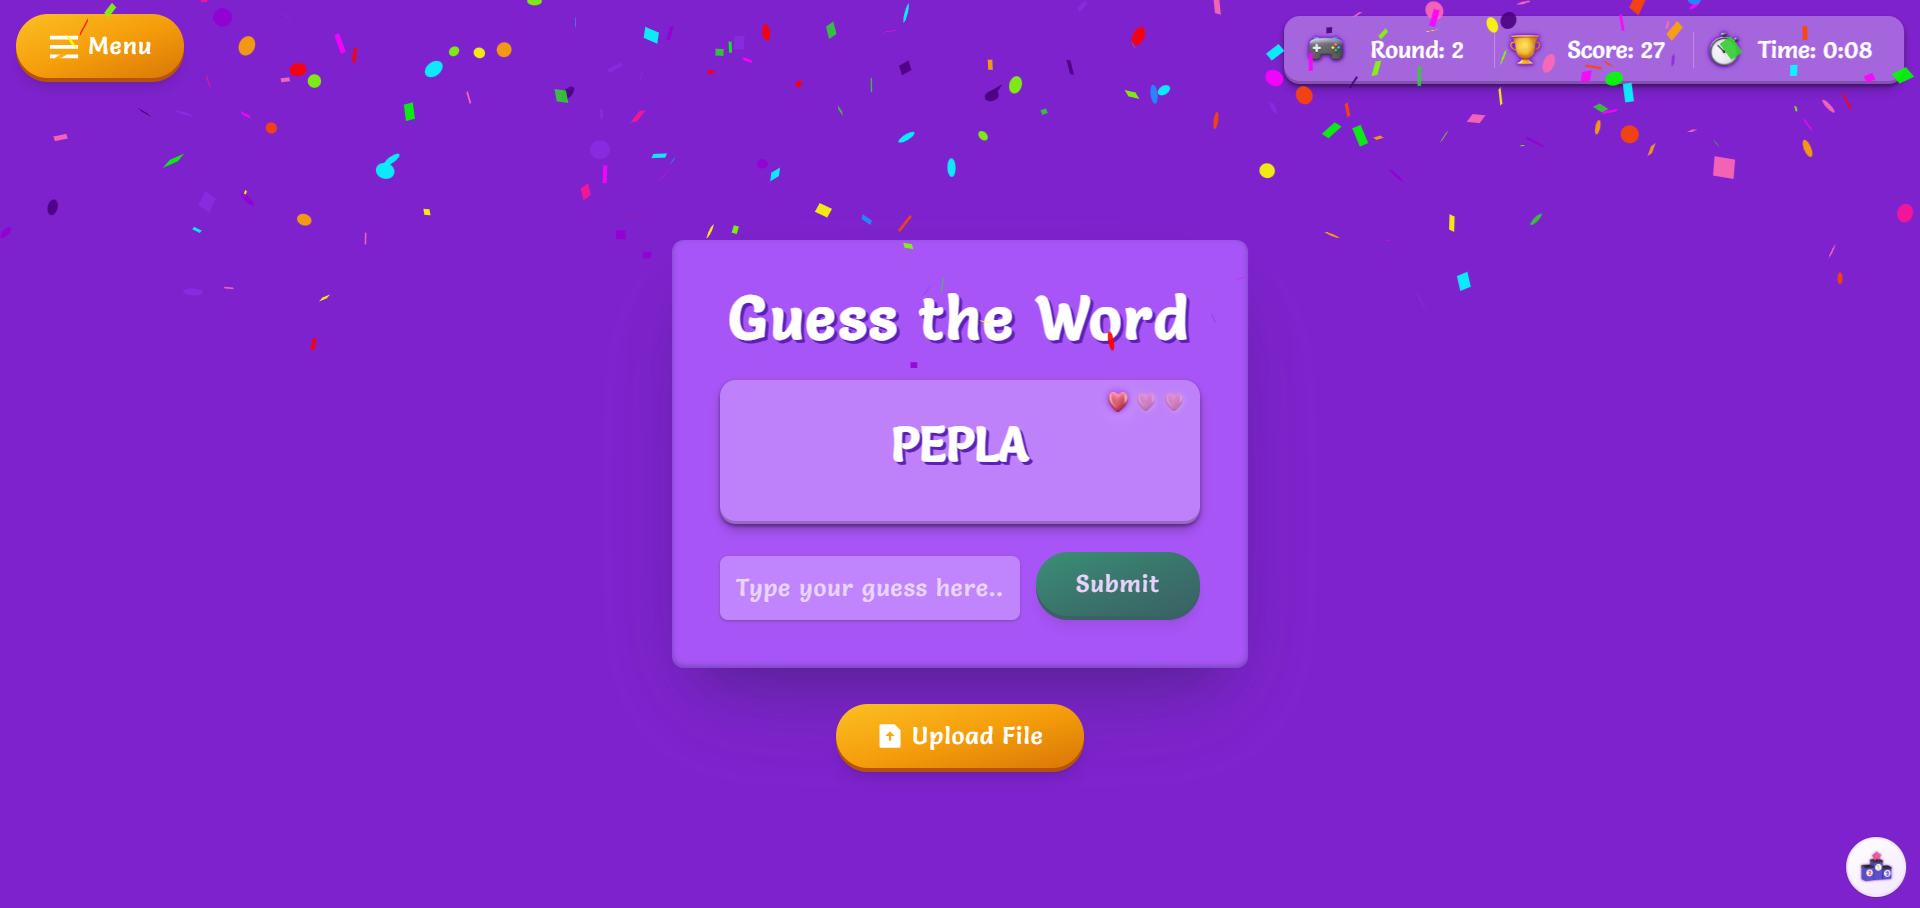 Menu
Round: 2
Score: 27
Time: 0:08
Guess the Word
PEPLA
Type your guess here..
Submit
Upload File